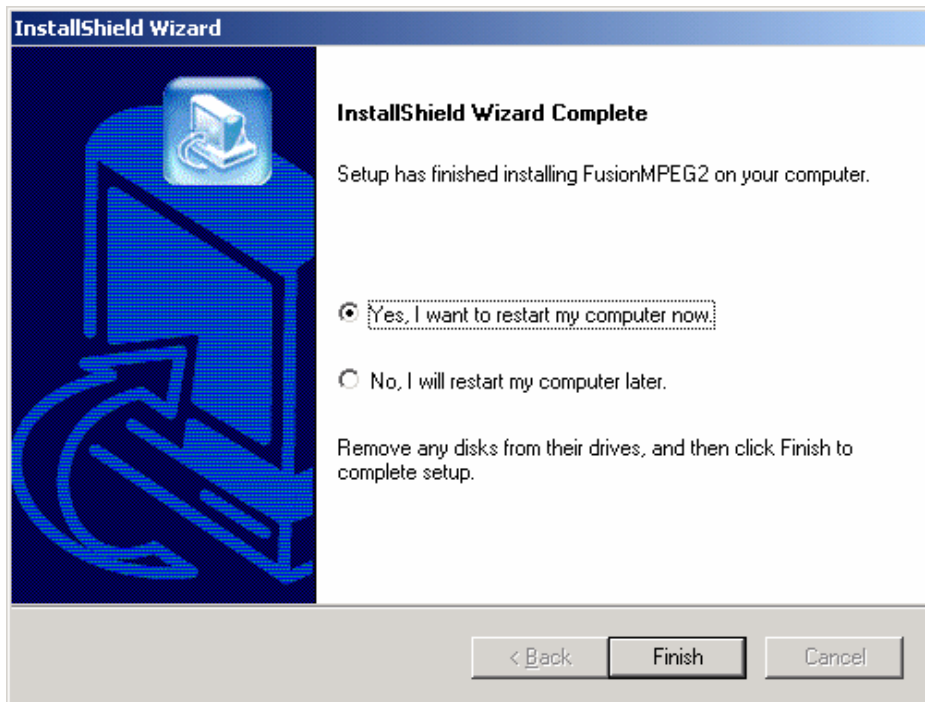 InstallShield Wizard
InstallShield Wizard Complete
Setup has finished installing FusionMPEG2 on your computer.
Yes, I want to restart my computer now.
No, I will restart my computer later.
Remove any disks from their drives, and then click Finish to
complete setup.
< Back
Finish
Cancel